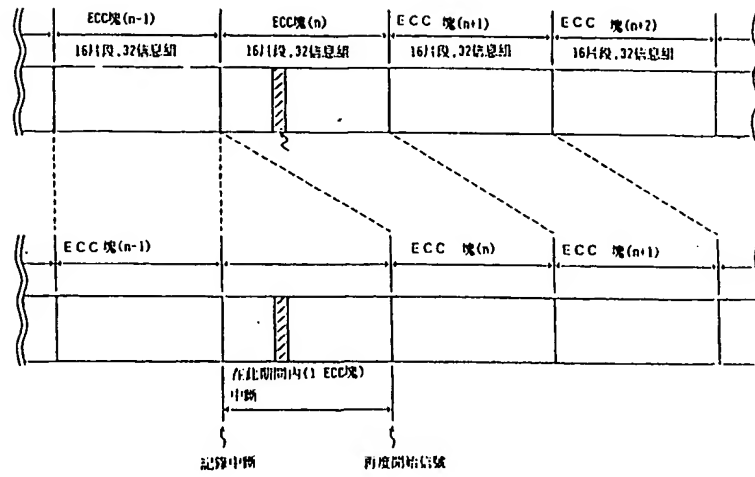 ECC塊(n-1)
ECC塊(n)
ECC 塊(n+1)
ECC 塊(n+2)
16片段,32信息組
16片段,32信息組
16片段,32信息組
16片段,32信息組
ECC 塊(n-1)
ECC 塊(n)
ECC 塊(n+1)
在此期間内(1 ECC塊)
中斷
記錄中斷
再度開始信號